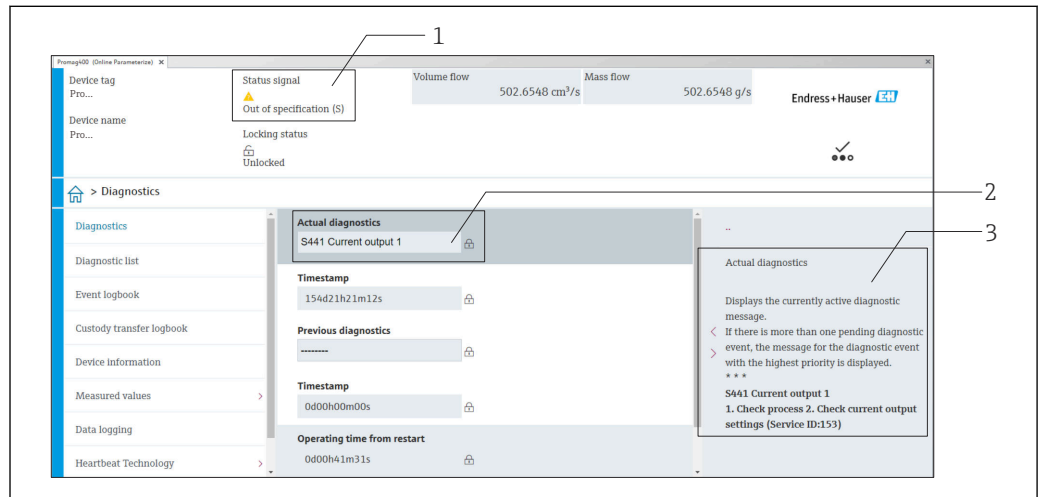 1
Promag400 (Online Parameterize) X
Device tag
Pro...
Device name
Pro...
Status signal
Out of specification (S)
Locking status
Unlocked
Volume flow
502.6548 cm³/s
Mass flow
502.6548 g/s
Endress+Hauser EH
> Diagnostics
2
3
Diagnostics
Diagnostic list
Event logbook
Custody transfer logbook
Device information
Measured values >
Data logging
Heartbeat Technology >
Actual diagnostics
S441 Current output 1
Timestamp
154d21h21m12s
Previous diagnostics
--------
Timestamp
0d00h00m00s
Operating time from restart
0d00h41m31s
..
Actual diagnostics
Displays the currently active diagnostic
message.
If there is more than one pending diagnostic
event, the message for the diagnostic event
with the highest priority is displayed.
* * *
S441 Current output 1
1. Check process 2. Check current output
settings (Service ID:153)